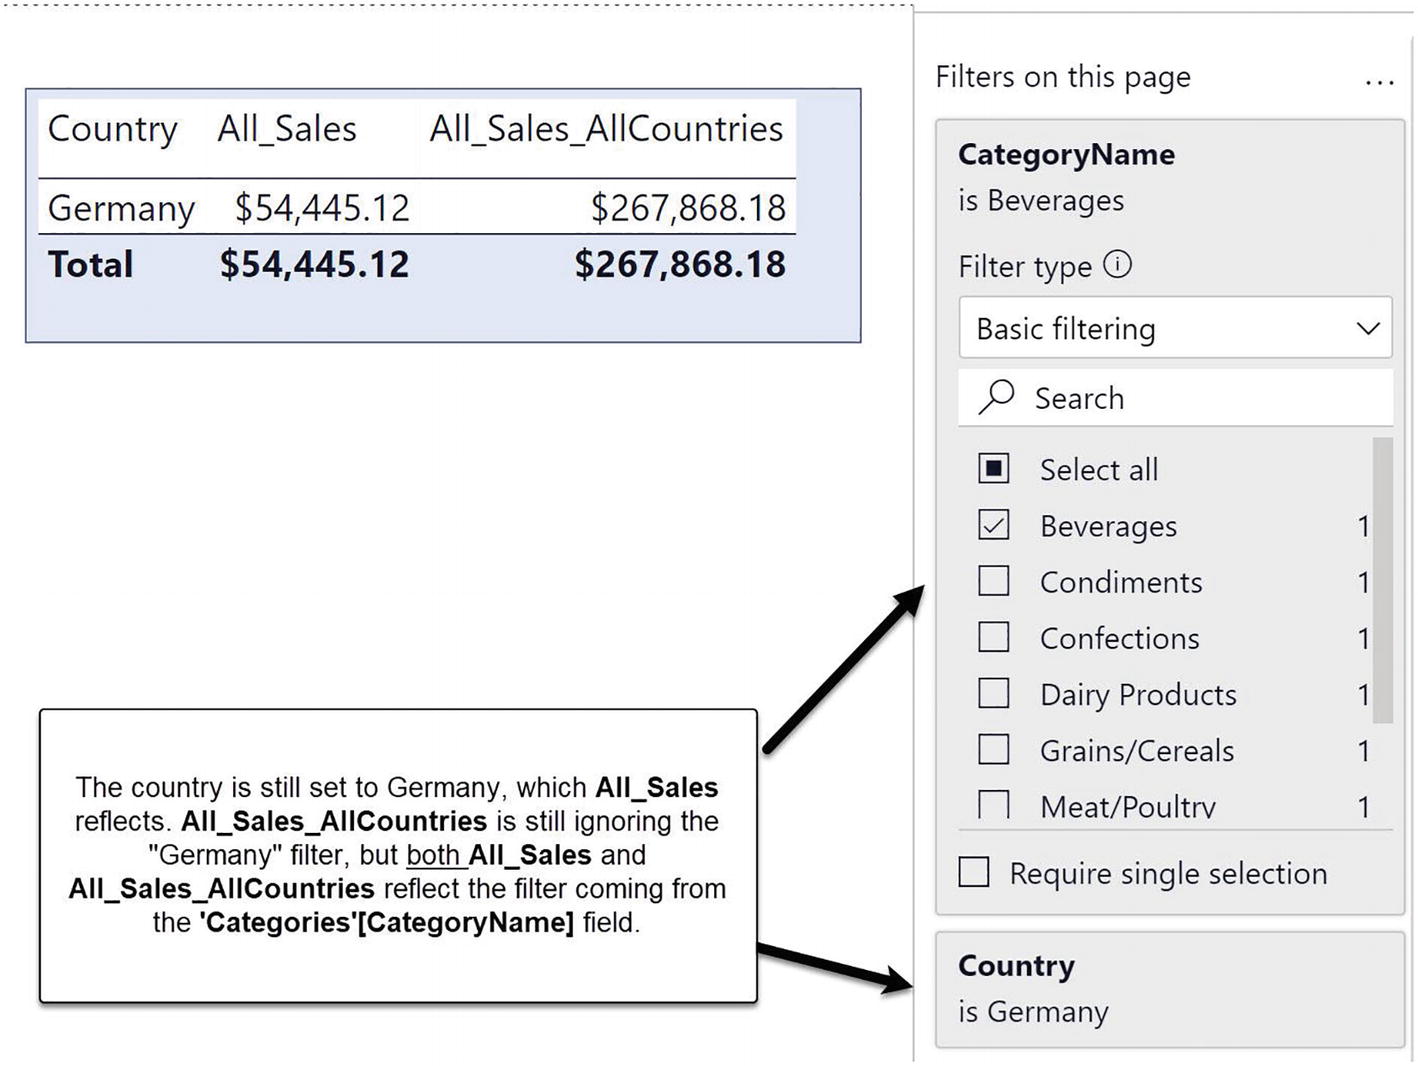 Country All_Sales All_Sales_AllCountries
Germany $54,445.12 $267,868.18
Total $54,445.12 $267,868.18
The country is still set to Germany, which All_Sales
reflects. All_Sales_AllCountries is still ignoring the
"Germany" filter, but both All_Sales and
All_Sales_AllCountries reflect the filter coming from
the 'Categories'[CategoryName] field.
Filters on this page ...
CategoryName
is Beverages
Filter type
Basic filtering
Search
Select all
Beverages 1
Condiments 1
Confections 1
Dairy Products 1
Grains/Cereals 1
Meat/Poultry 1
Require single selection
Country
is Germany